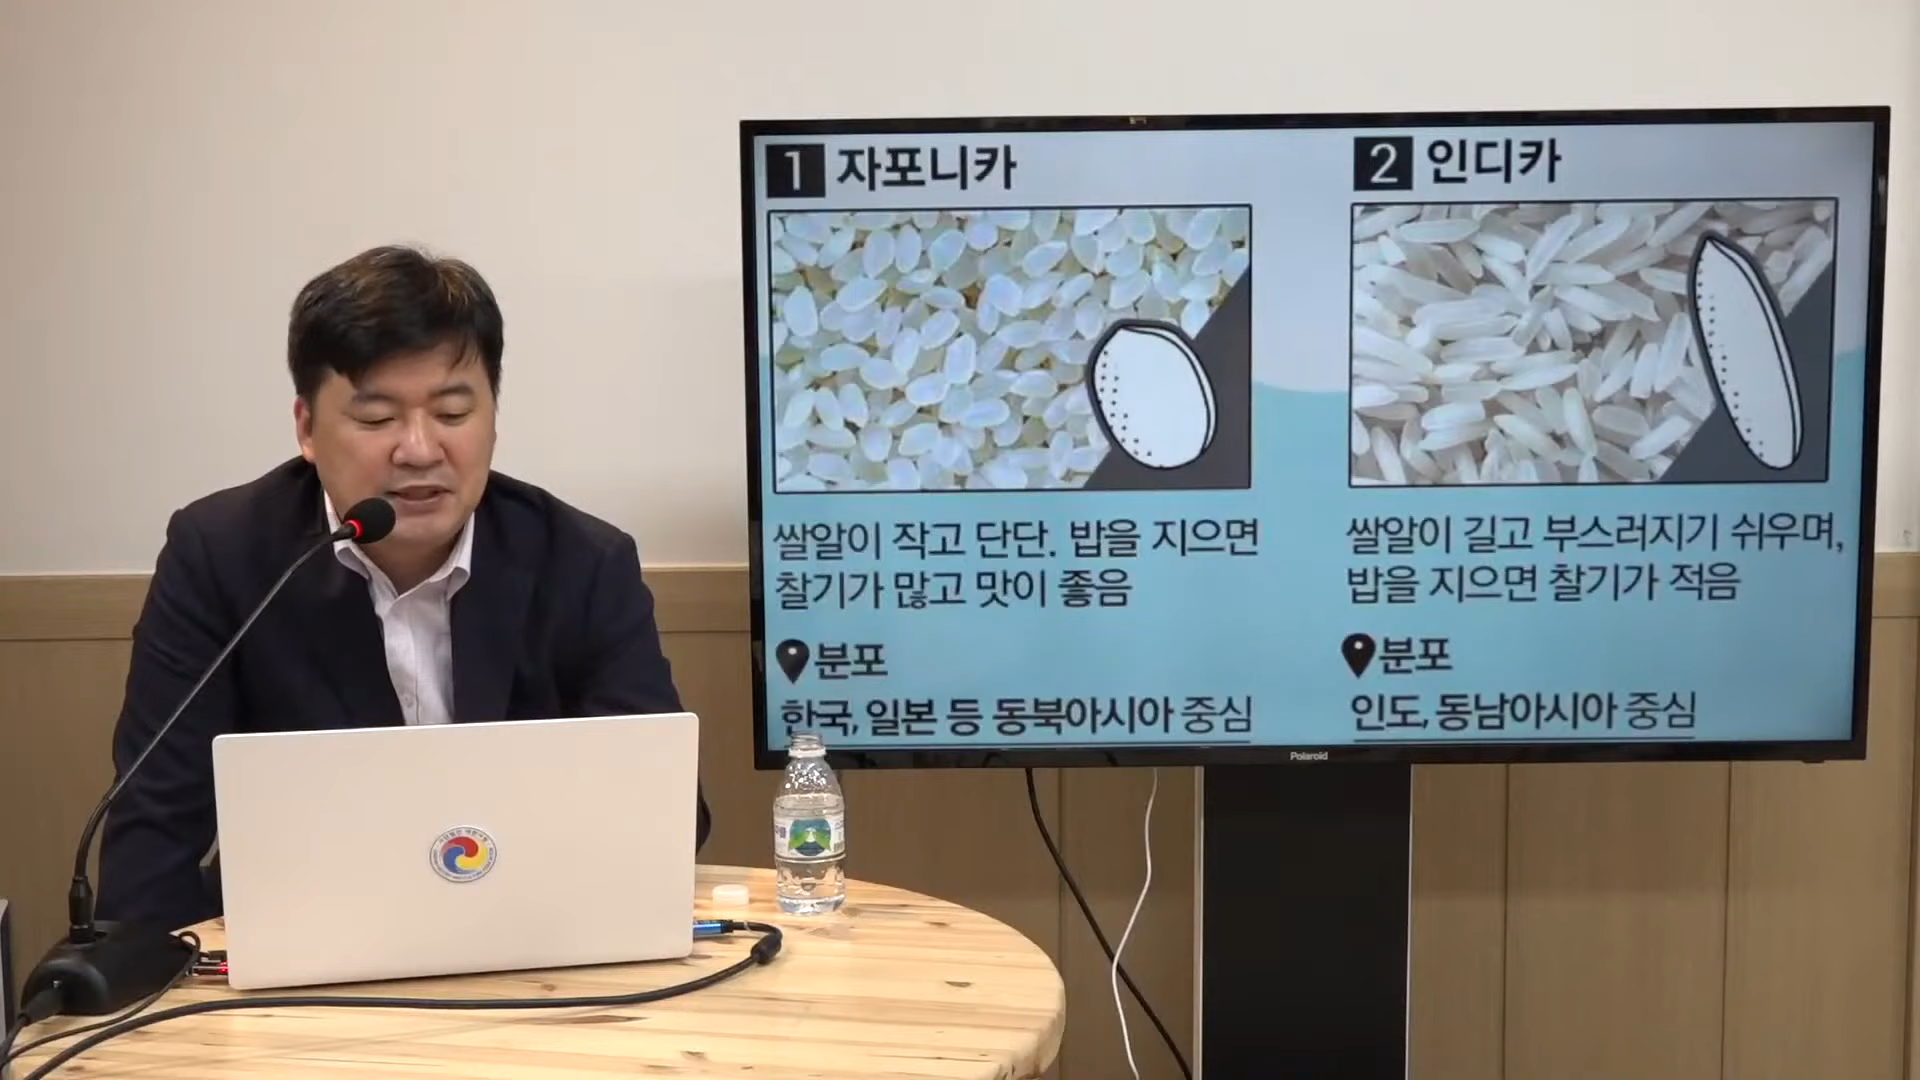 1 자포니카
쌀알이 작고 단단. 밥을 지으면
찰기가 많고 맛이 좋음
분포
한국, 일본 등 동북아시아 중심
2 인디카
쌀알이 길고 부스러지기 쉬우며,
밥을 지으면 찰기가 적음
분포
인도, 동남아시아 중심
Polaroid